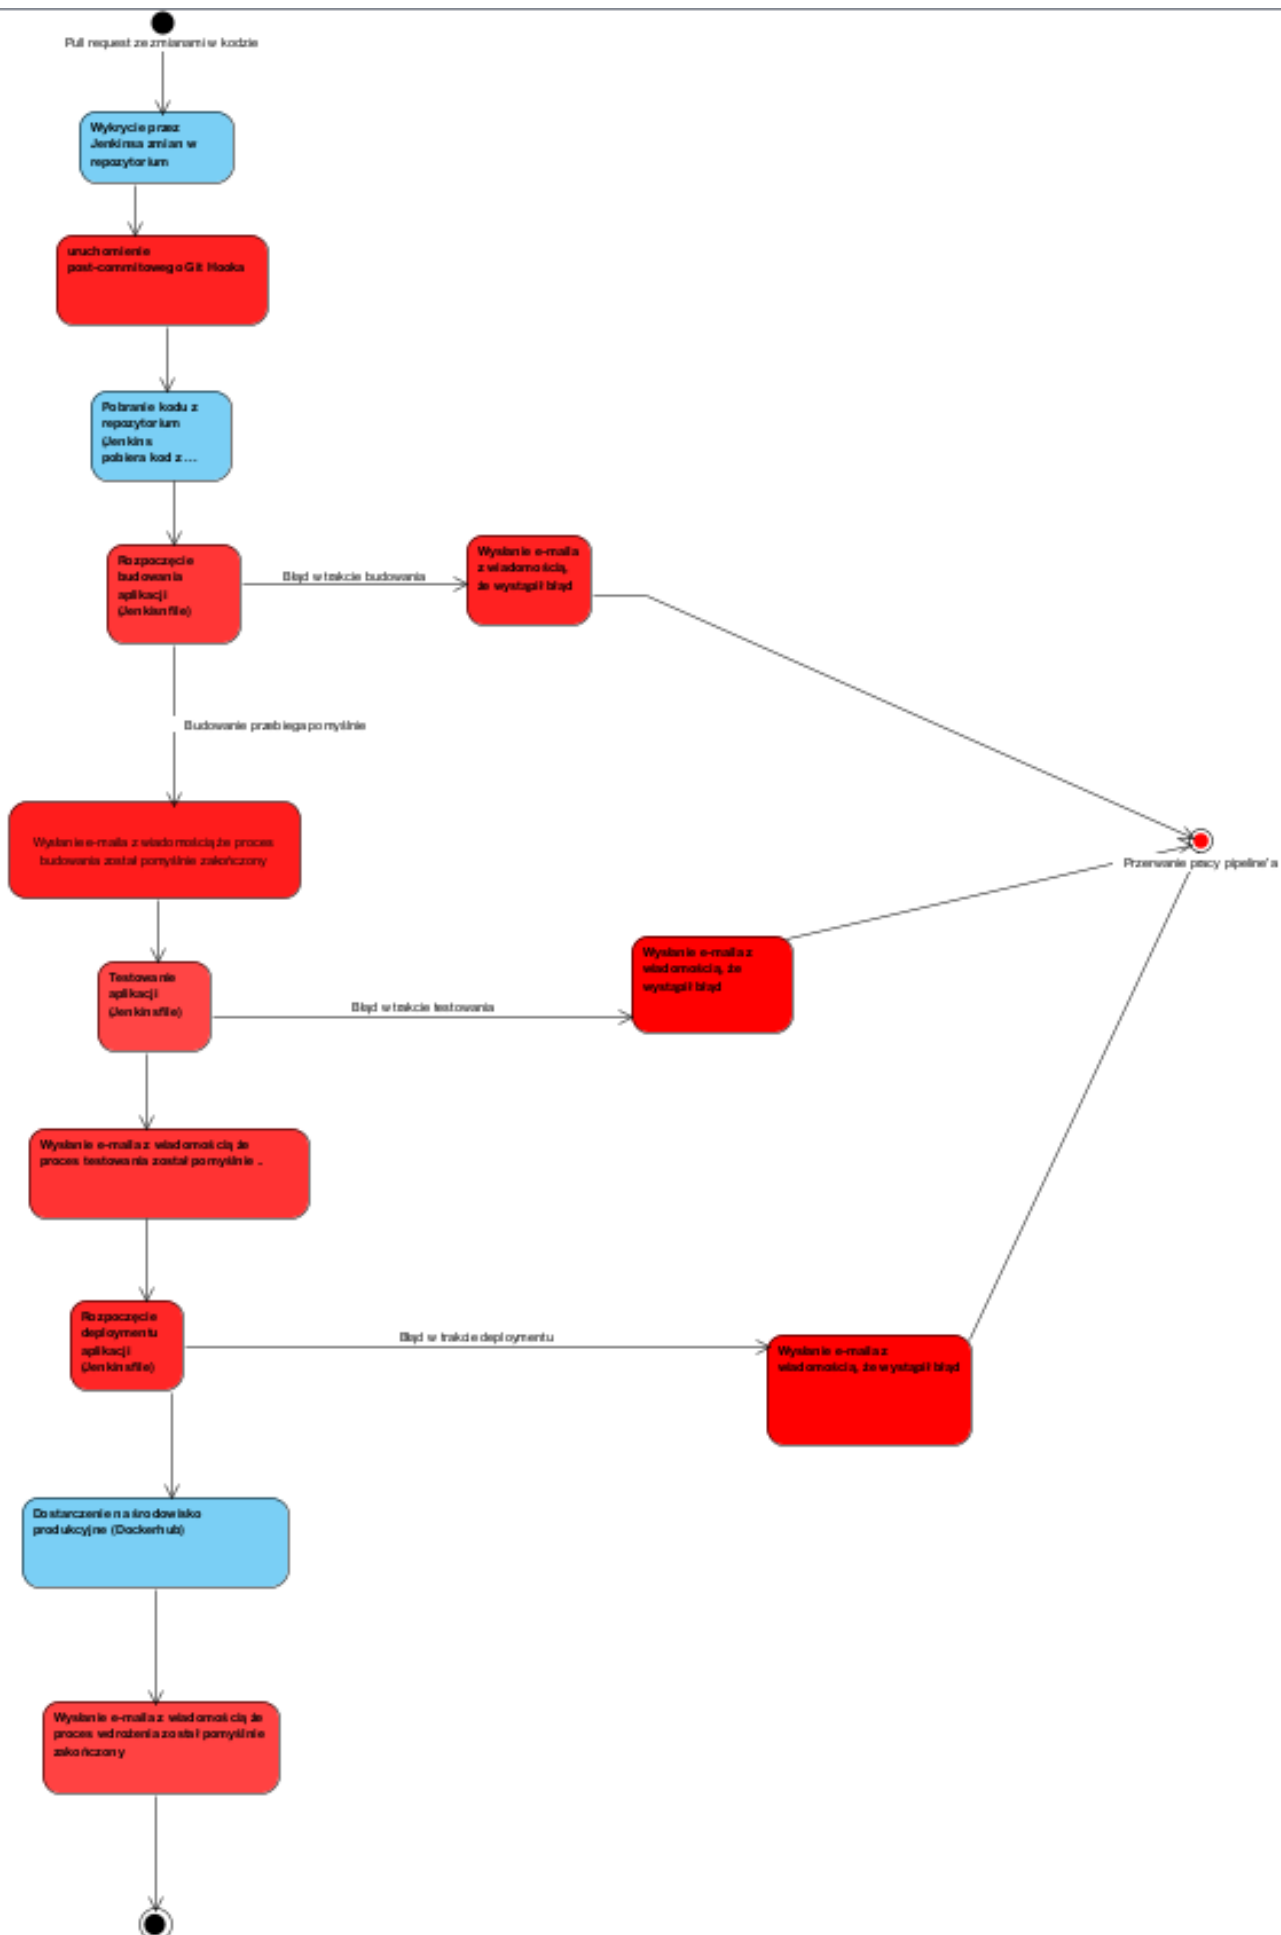 Pull request ze zmianami w kodzie
Wykrycie przez
Jenkinsa zmian w
repozytorium
uruchomienie
post-commitowego Git Hooka
Pobranie kodu z
repozytorium
(Jenkins
pobiera kod z ...
Rozpoczęcie
budowania
aplikacji
(Jenkisnfile)
Błąd w trakcie budowania
Wysłanie e-maila
z wiadomością,
że wystąpił błąd
Budowanie przebiega pomyślnie
Wysłanie e-maila z wiadomością że proces
budowania został pomyślnie zakończony
Przerwanie pracy pipeline'a
Testowanie
aplikacji
(Jenkinsfile)
Błąd w trakcie testowania
Wysłanie e-maila z
wiadomością, że
wystąpił błąd
Wysłanie e-maila z wiadomością że
proces testowania został pomyślnie .
Rozpoczęcie
deploymentu
aplikacji
(Jenkinsfile)
Błąd w trakcie deploymentu
Wysłanie e-maila z
wiadomością, że wystąpił błąd
Dostarczenie na środowisko
produkcyjne (Dockerhub)
Wysłanie e-maila z wiadomością że
proces wdrożenia został pomyślnie
zakończony